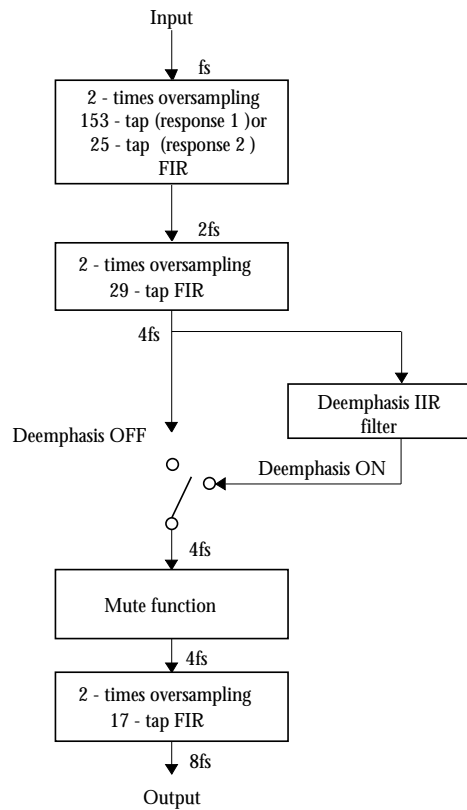 Input
fs
2 - times oversampling
153 - tap (response 1 )or
25 - tap (response 2 )
FIR
2fs
2 - times oversampling
29 - tap FIR
4fs
Deemphasis IIR
filter
Deemphasis OFF
Deemphasis ON
4fs
Mute function
4fs
2 - times oversampling
17 - tap FIR
8fs
Output